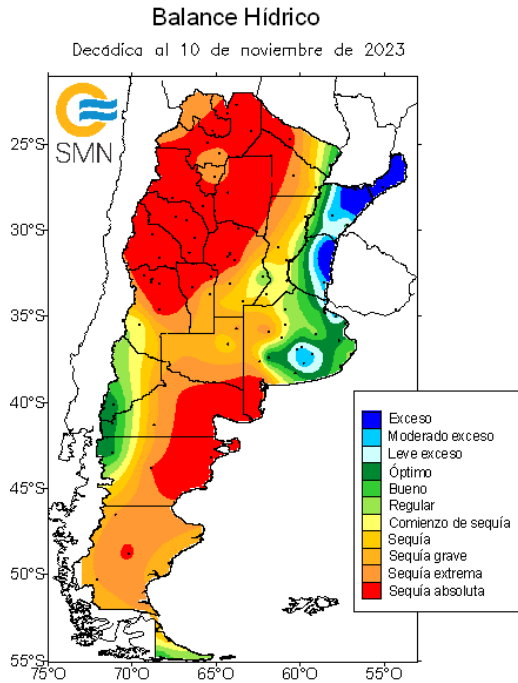 Balance Hídrico
Decádica al 10 de noviembre de 2023
SMN
25°S
30°S
35°S
40°S
45°S
50°S
55°S
75°O 70°O 65°O 60°O 55°O
Exceso
Moderado exceso
Leve exceso
Óptimo
Bueno
Regular
Comienzo de sequía
Sequía
Sequía grave
Sequía extrema
Sequía absoluta